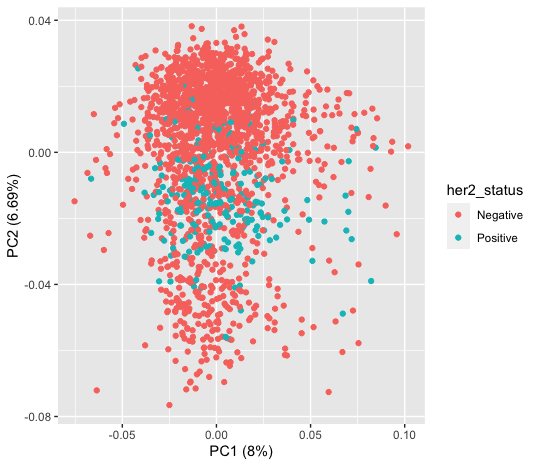 0.04
0.00
-0.04
-0.08
PC2 (6.69%)
-0.05
0.00
0.05
0.10
PC1 (8%)
her2_status
Negative
Positive